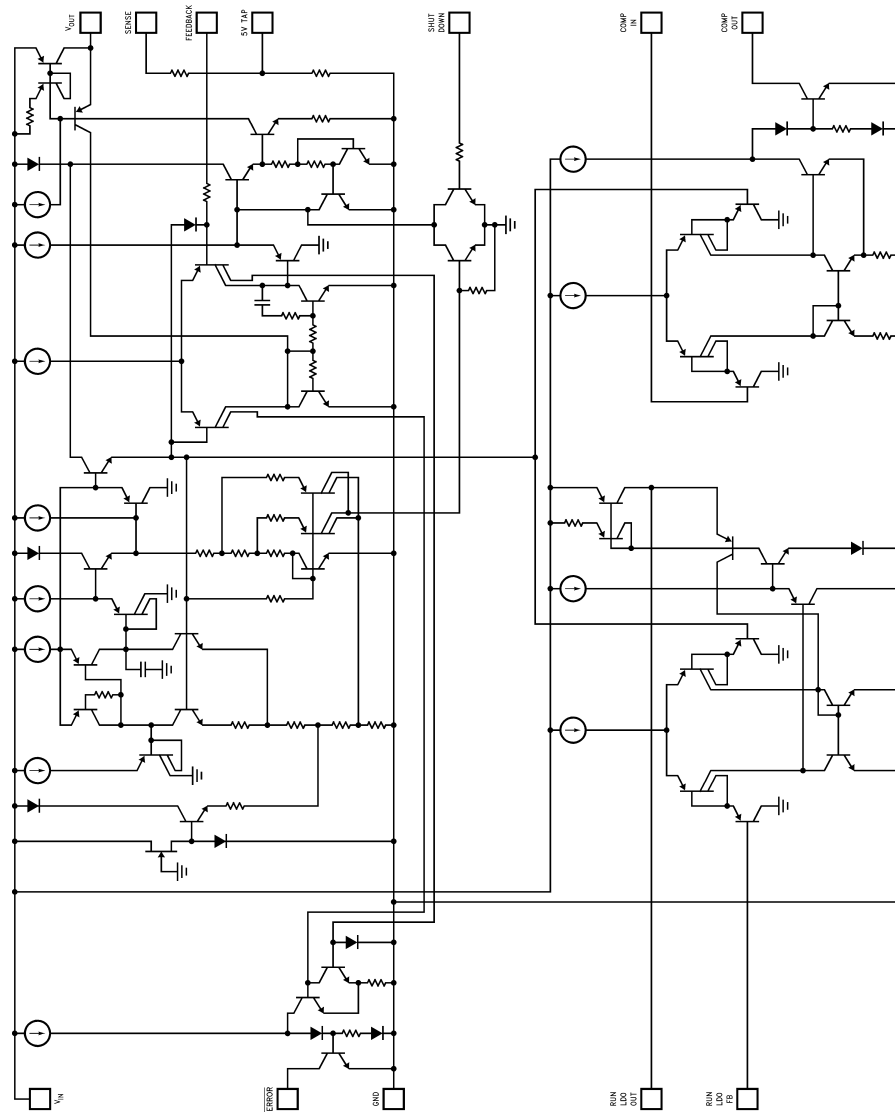 VOUT
SENSE
FEEDBACK
5V TAP
SHUT
DOWN
COMP
IN
COMP
OUT
VIN
ERROR
GND
RUN
LDO
OUT
RUN
LDO
FB